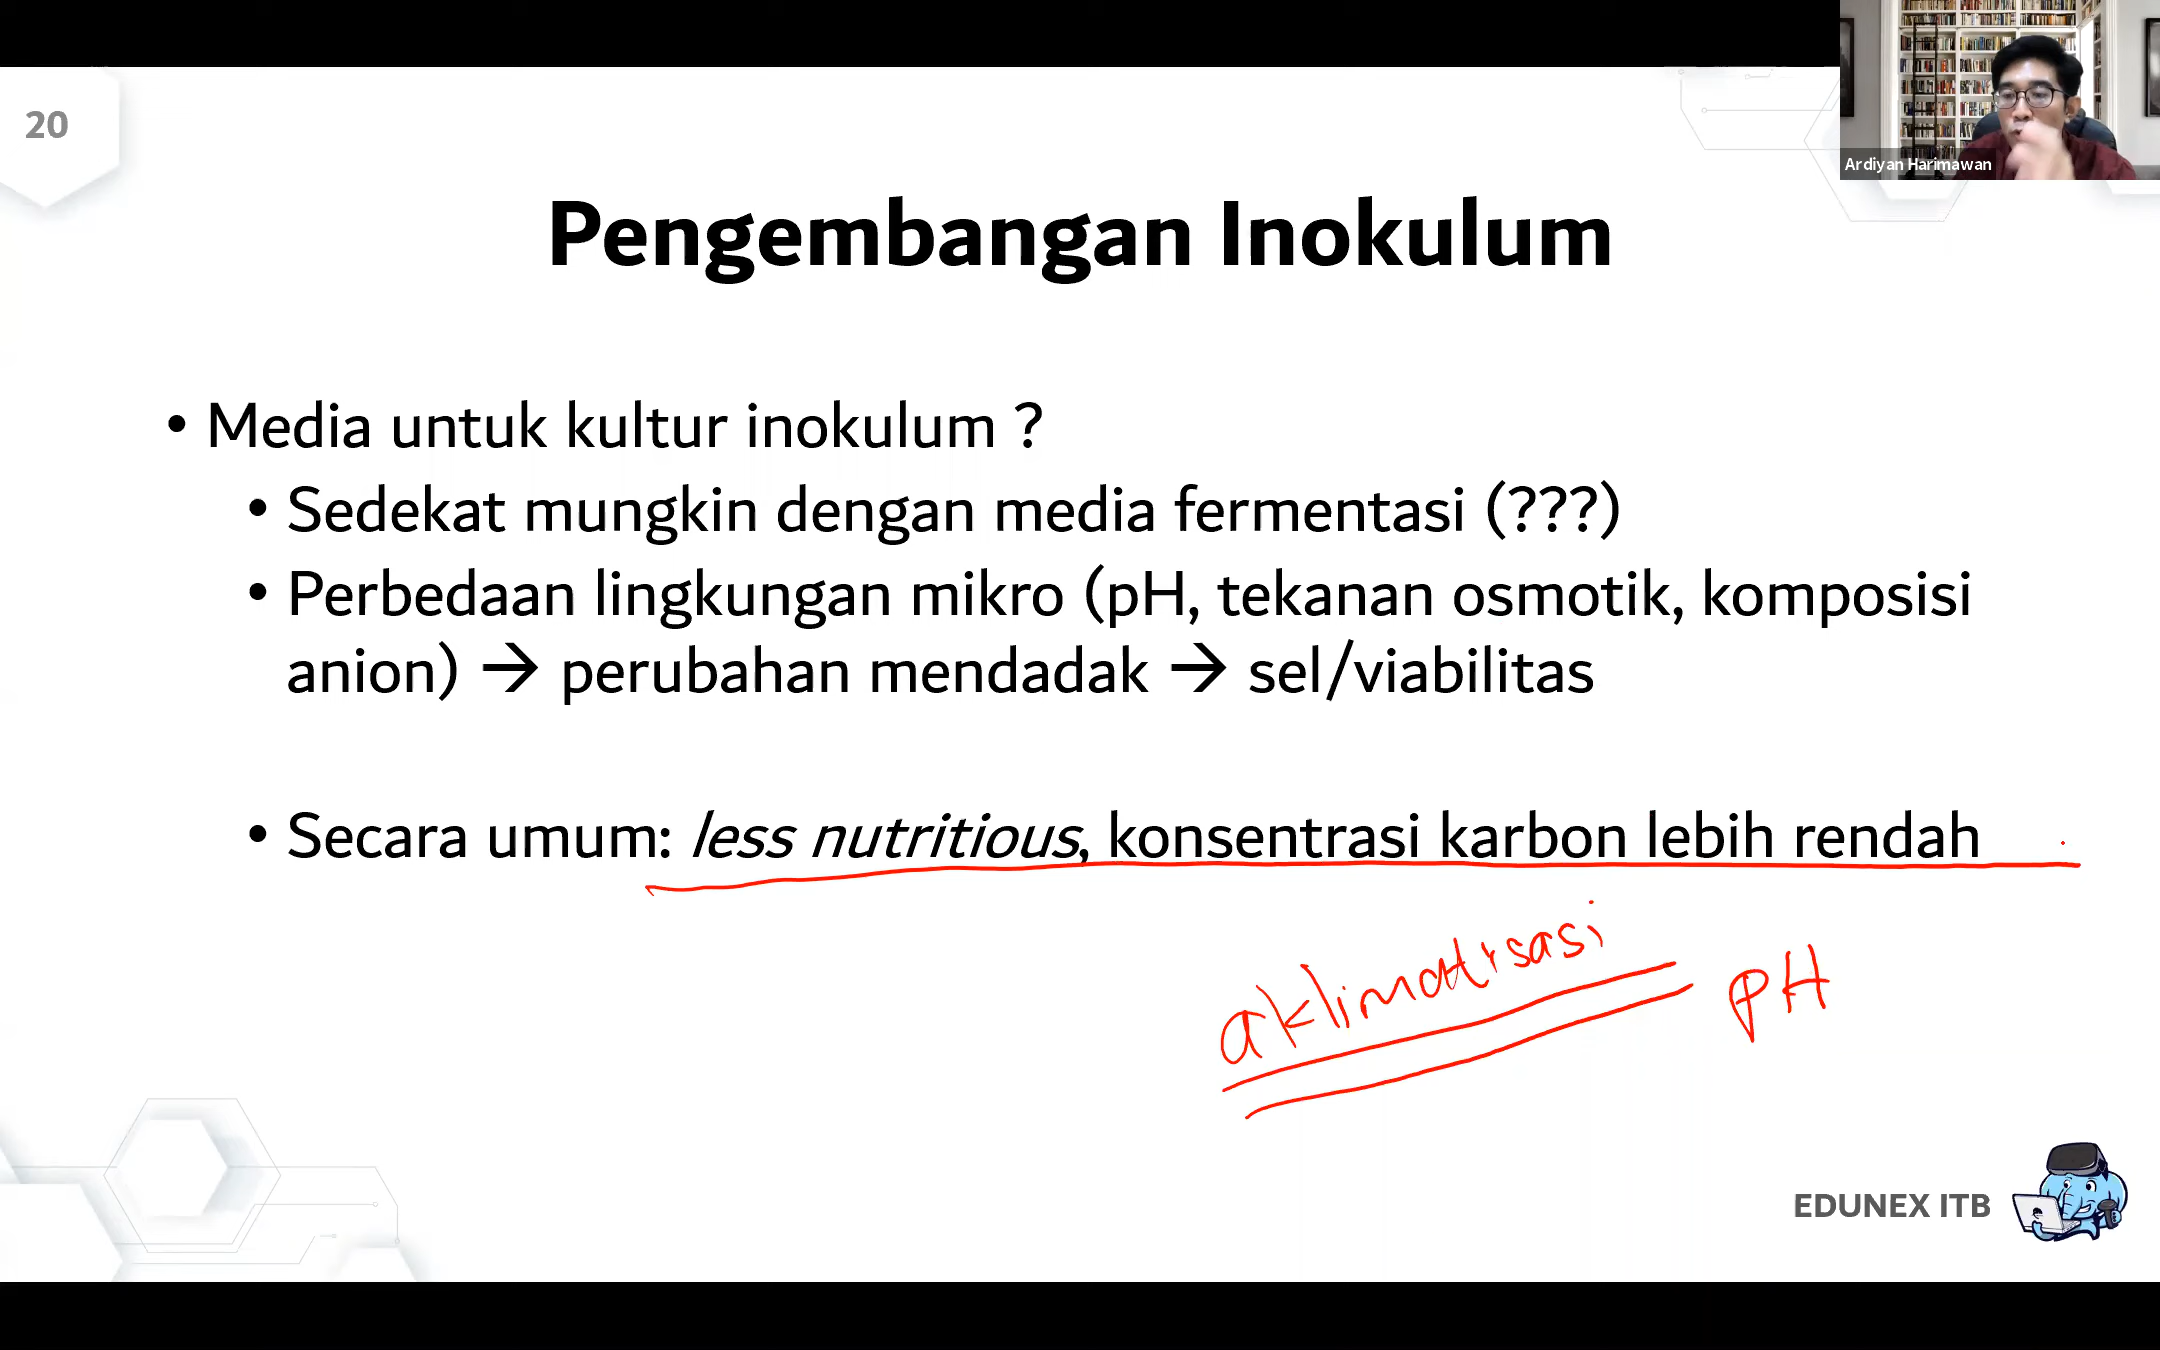 20
Ardiyan Harimawan
Pengembangan Inokulum
• Media untuk kultur inokulum ?
• Sedekat mungkin dengan media fermentasi (???)
• Perbedaan lingkungan mikro (pH, tekanan osmotik, komposisi
anion) → perubahan mendadak → sel/viabilitas
• Secara umum: less nutritious, konsentrasi karbon lebih rendah
aklimatisasi
pH
EDUNEX ITB